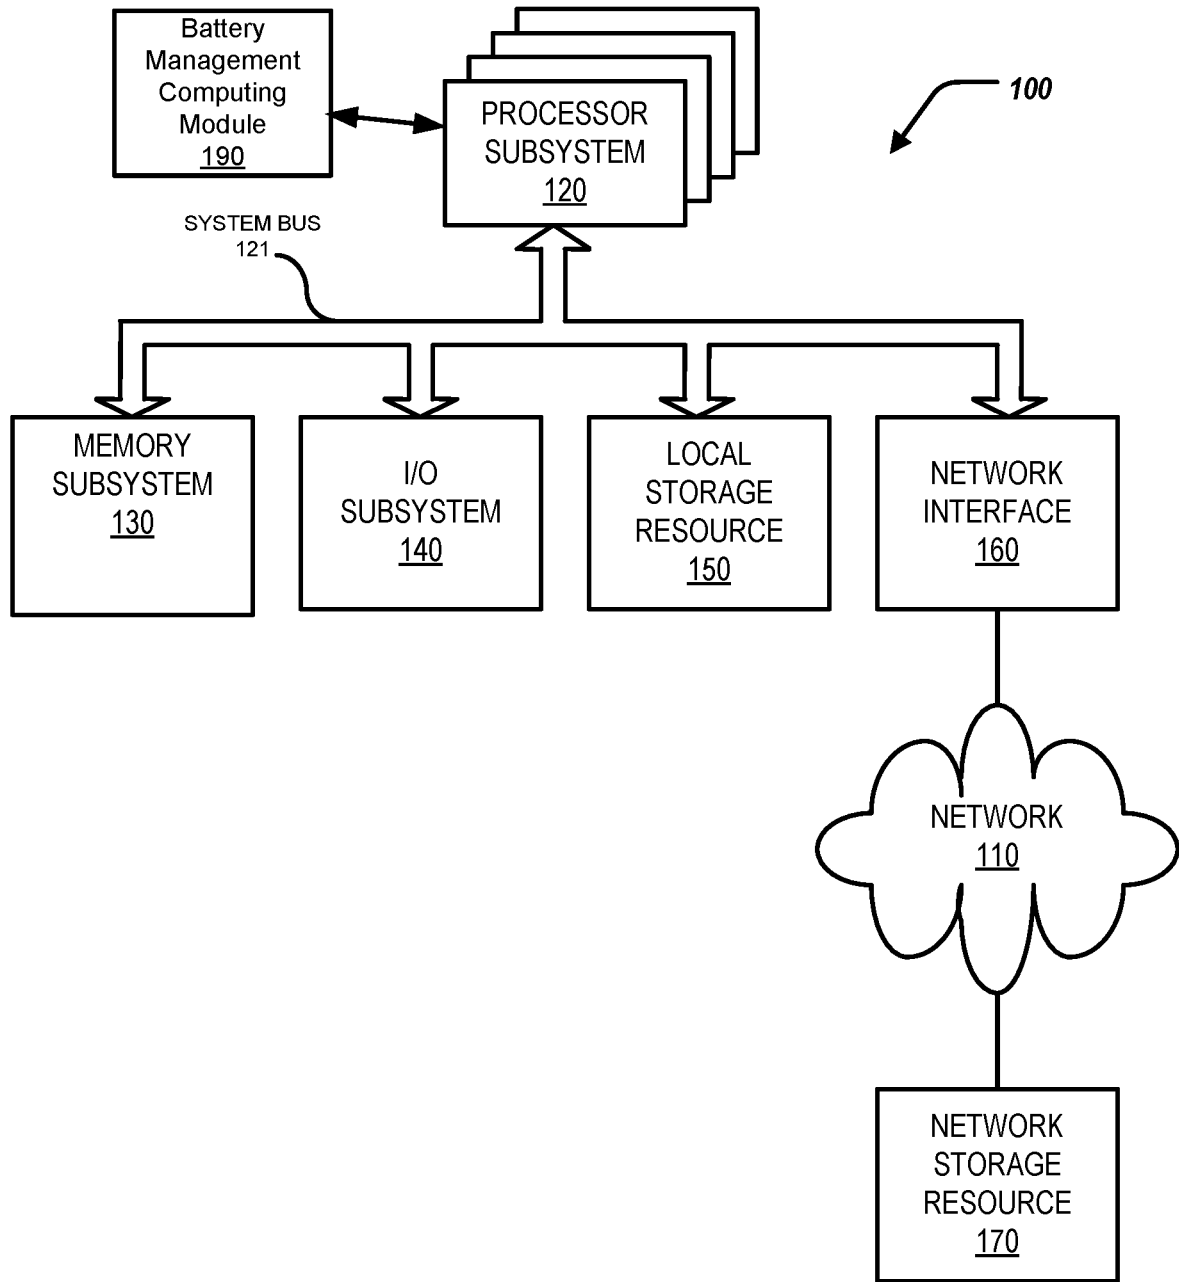 Battery
Management
Computing
Module
190
PROCESSOR
SUBSYSTEM
120
100
SYSTEM BUS
121
MEMORY
SUBSYSTEM
130
I/O
SUBSYSTEM
140
LOCAL
STORAGE
RESOURCE
150
NETWORK
INTERFACE
160
NETWORK
110
NETWORK
STORAGE
RESOURCE
170